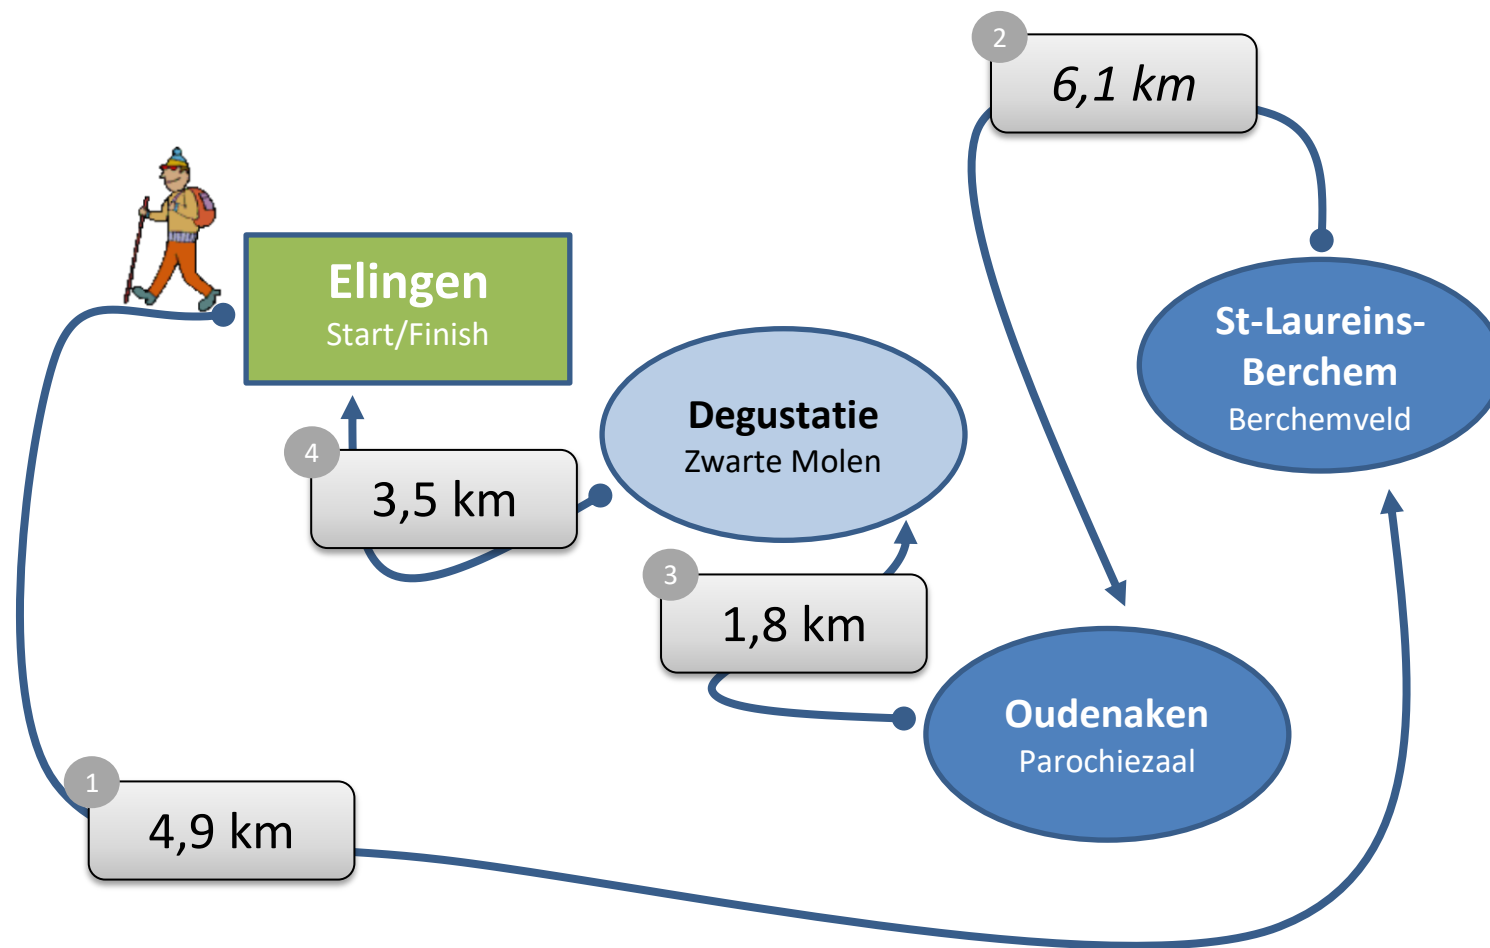 2
6,1 km
Elingen
Start/Finish
St-Laureins-
Berchem
Berchemveld
Degustatie
Zwarte Molen
4
3,5 km
3
1,8 km
Oudenaken
Parochiezaal
1
4,9 km